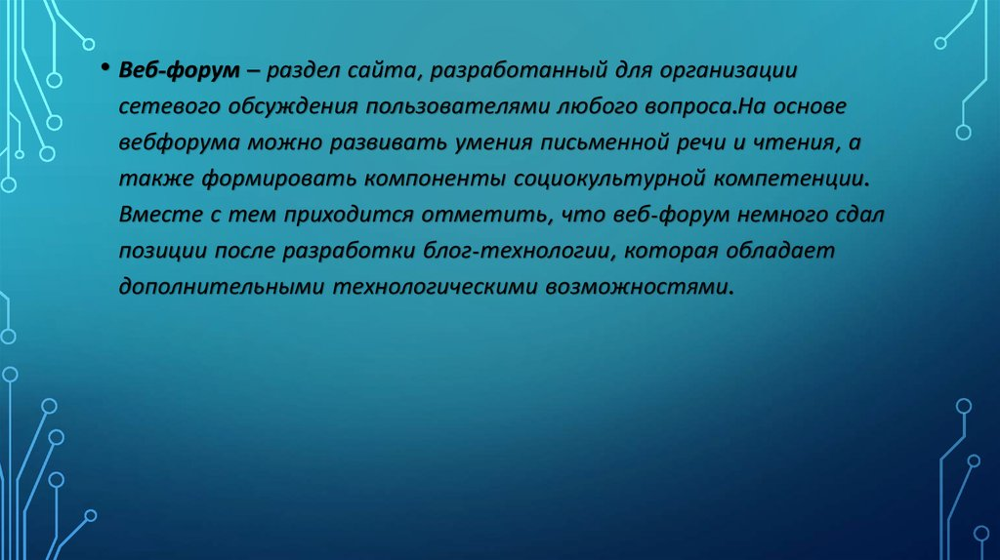 • Веб-форум – раздел сайта, разработанный для организации
сетевого обсуждения пользователями любого вопроса.На основе
вебфорума можно развивать умения письменной речи и чтения, а
также формировать компоненты социокультурной компетенции.
Вместе с тем приходится отметить, что веб-форум немного сдал
позиции после разработки блог-технологии, которая обладает
дополнительными технологическими возможностями.